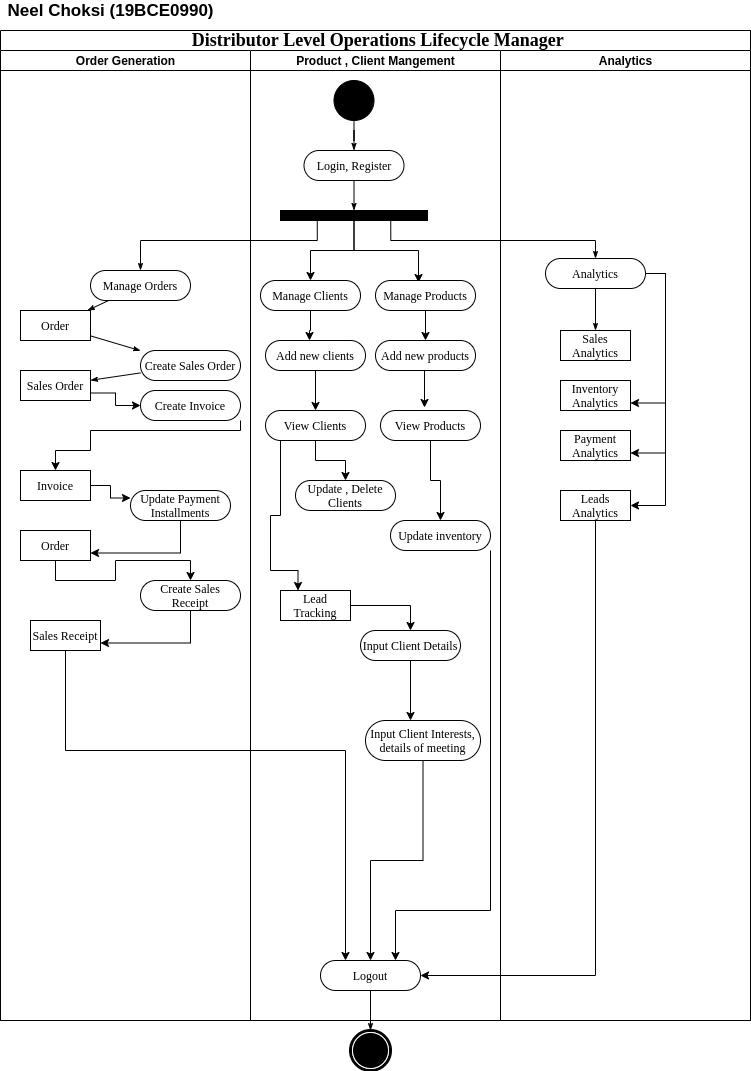 Neel Choksi (19BCE0990)
Distributor Level Operations Lifecycle Manager
Order Generation
Product , Client Mangement
Analytics
Login, Register
Manage Orders
Order
Create Sales Order
Sales Order
Create Invoice
Invoice
Update Payment
Installments
Order
Create Sales
Receipt
Sales Receipt
Manage Clients
Manage Products
Add new clients
Add new products
View Clients
View Products
Update , Delete
Clients
Update inventory
Lead
Tracking
Input Client Details
Input Client Interests,
details of meeting
Logout
Analytics
Sales
Analytics
Inventory
Analytics
Payment
Analytics
Leads
Analytics